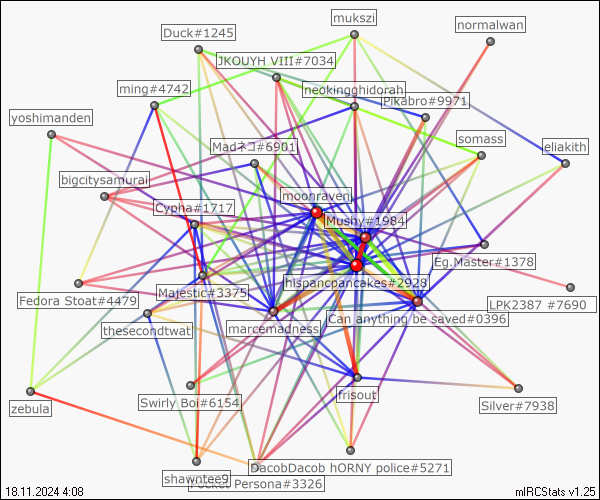 mukszi
normalwan
Duck#1245
JKOUYH VIII#7034
ming#4742
neokingghidorah
Pikabro#9971
yoshimanden
somass
Madネコ#6901
eliakith
bigcitysamurai
moonraven
Cypha#1717
Mushy#1984
Eg.Master#1378
hispancpancakes#2928
Fedora Stoat#4479
Majestic#3375
LPK2387 #7690
Can anything be saved#0396
thesecondtwat
marcemadness
frisout
zebula
Swirly Boi#6154
Silver#7938
DacobDacob hORNY police#5271
shawntee9
Pocket Persona#3326
18.11.2024 4:08
mIRCStats v1.25